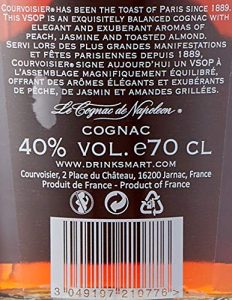 COURVOISIER® HAS BEEN THE TOAST OF PARIS SINCE 1889.
THIS VSOP IS AN EXQUISITELY BALANCED COGNAC WITH
ELEGANT AND EXUBERANT AROMAS OF
PEACH, JASMINE AND TOASTED ALMOND.
SERVI LORS DES PLUS GRANDES MANIFESTATIONS
ET FÊTES PARISIENNES DEPUIS 1889,
COURVOISIER® SIGNE AUJOURD'HUI UN VSOP À
L'ASSEMBLAGE MAGNIFIQUEMENT ÉQUILIBRÉ,
OFFRANT DES ARÔMES ÉLÉGANTS ET EXUBÉRANTS
DE PÊCHE, DE JASMIN ET AMANDES GRILLÉES.
Le Cognac de Napoleon®
COGNAC
40% VOL. e70 CL
WWW.DRINKSMART.COM
Courvoisier, 2 Place du Château, 16200 Jarnac, France
Produit de France - Product of France
3 049197 210776 >